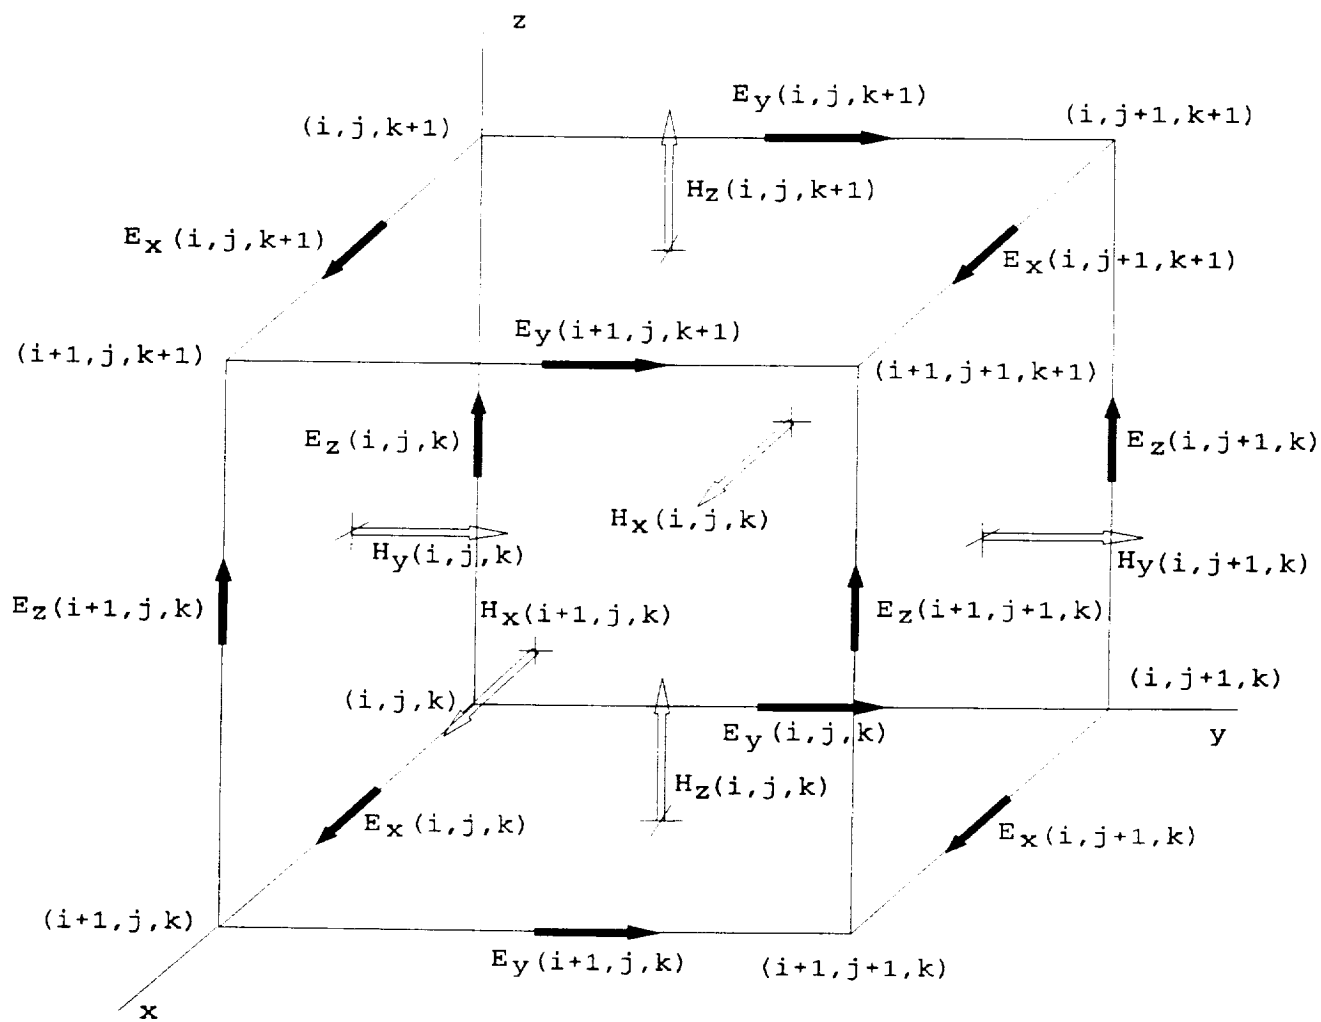 z
Ey(i,j,k+1)
(i,j,k+1)
(i,j+1,k+1)
Hz(i,j,k+1)
Ex(i,j,k+1)
Ex(i,j+1,k+1)
Ey(i+1,j,k+1)
(i+1,j,k+1)
(i+1,j+1,k+1)
Ez(i,j,k)
Ez(i,j+1,k)
Hx(i,j,k)
Hy(i,j,k)
Hy(i,j+1,k)
Ez(i+1,j,k)
Hx(i+1,j,k)
Ez(i+1,j+1,k)
(i,j,k)
(i,j+1,k)
Ey(i,j,k)
y
Hz(i,j,k)
Ex(i,j,k)
Ex(i,j+1,k)
(i+1,j,k)
Ey(i+1,j,k)
(i+1,j+1,k)
x